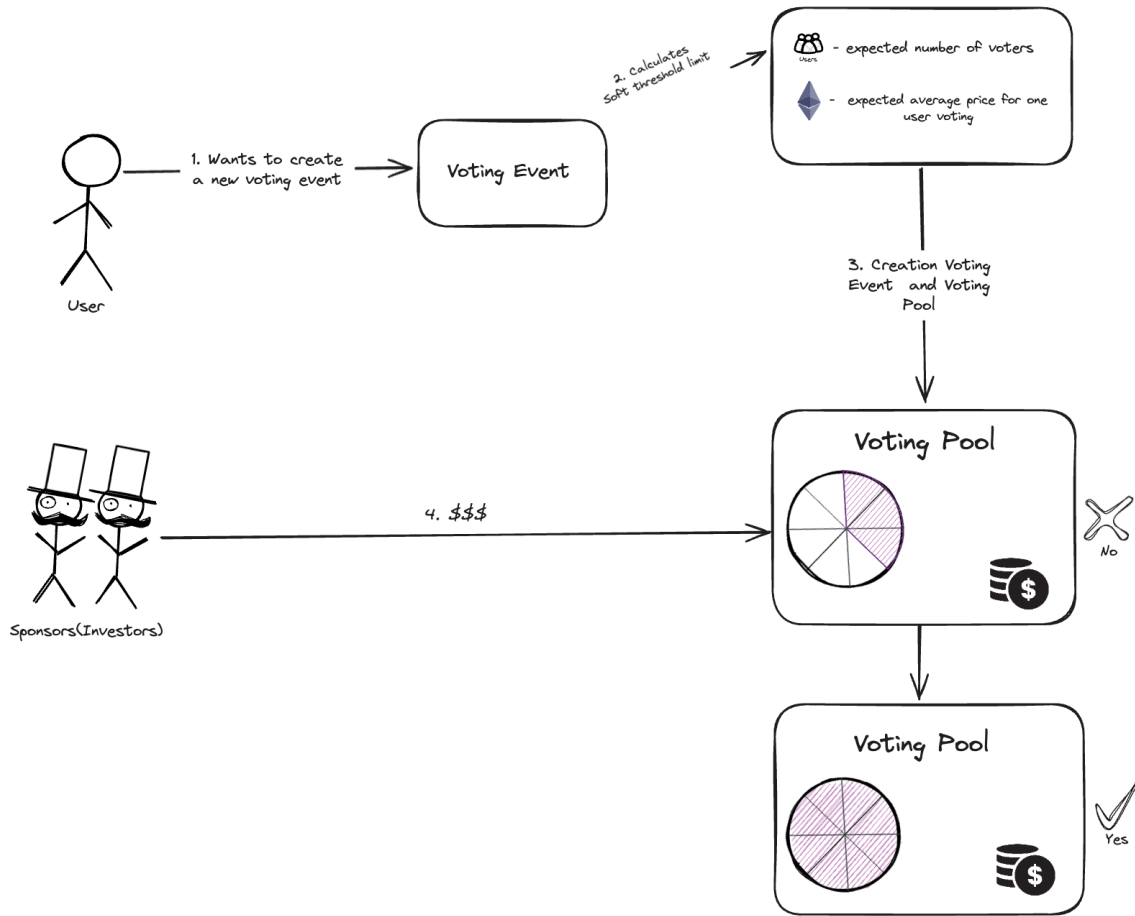 Users
- expected number of voters
- expected average price for one
user voting
2. Calculates
Soft threshold limit
1. Wants to create
a new voting event
Voting Event
User
3. Creation Voting
Event and Voting
Pool
Voting Pool
4. $$$
No
$
Sponsors(Investors)
Voting Pool
Yes
$